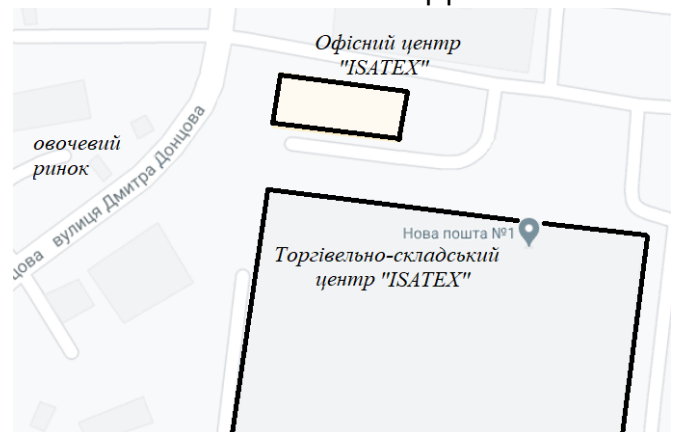 Офісний центр
"ISATEX"
овочевий
ринок
вулиця Дмитра Донцова
цова
Нова пошта №1
Торгівельно-складський
центр "ISATEX"